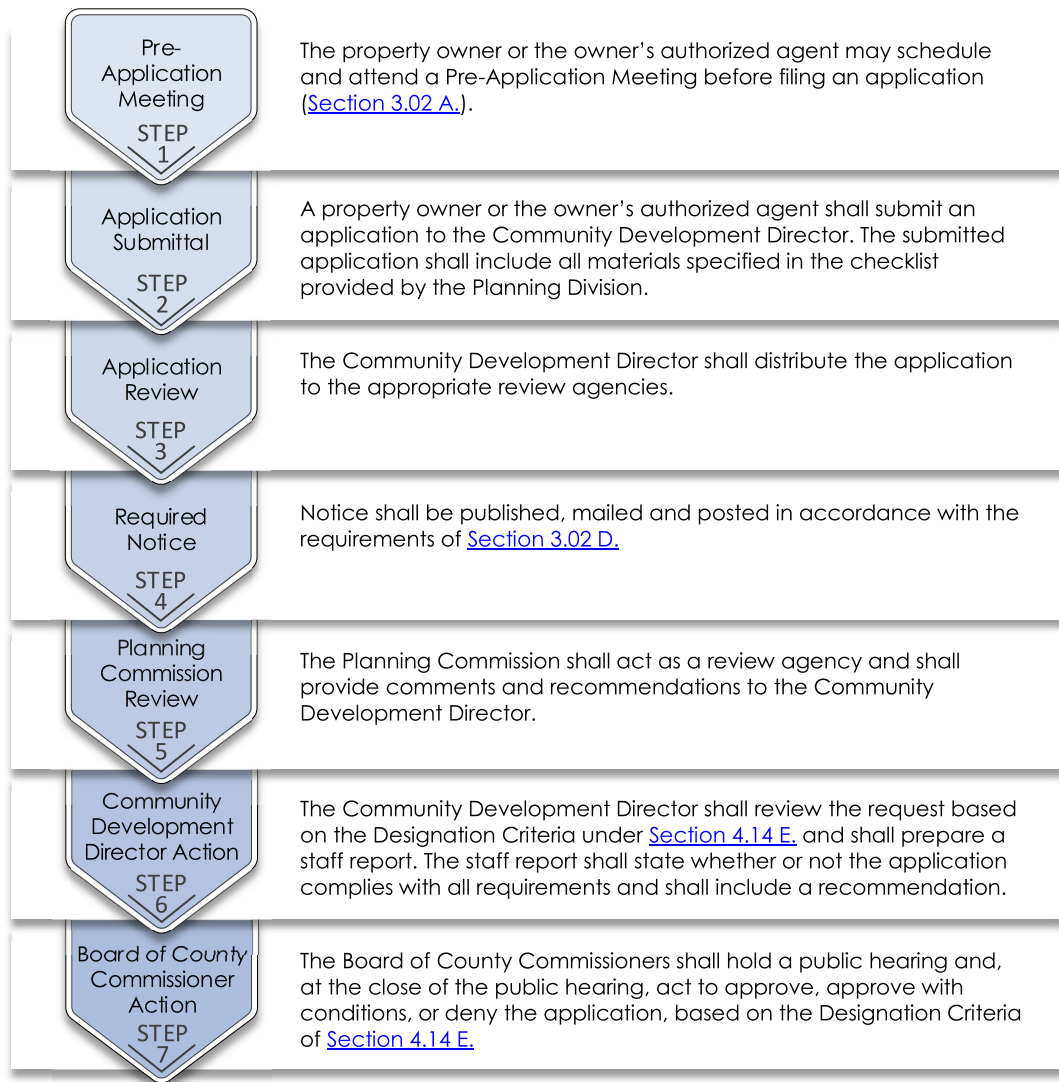 Pre-
Application
Meeting
STEP
1
The property owner or the owner's authorized agent may schedule
and attend a Pre-Application Meeting before filing an application
(Section 3.02 A.).
Application
Submittal
STEP
2
A property owner or the owner's authorized agent shall submit an
application to the Community Development Director. The submitted
application shall include all materials specified in the checklist
provided by the Planning Division.
Application
Review
STEP
3
The Community Development Director shall distribute the application
to the appropriate review agencies.
Required
Notice
STEP
4
Notice shall be published, mailed and posted in accordance with the
requirements of Section 3.02 D.
Planning
Commission
Review
STEP
5
The Planning Commission shall act as a review agency and shall
provide comments and recommendations to the Community
Development Director.
Community
Development
Director Action
STEP
6
The Community Development Director shall review the request based
on the Designation Criteria under Section 4.14 E. and shall prepare a
staff report. The staff report shall state whether or not the application
complies with all requirements and shall include a recommendation.
Board of County
Commissioner
Action
STEP
7
The Board of County Commissioners shall hold a public hearing and,
at the close of the public hearing, act to approve, approve with
conditions, or deny the application, based on the Designation Criteria
of Section 4.14 E.